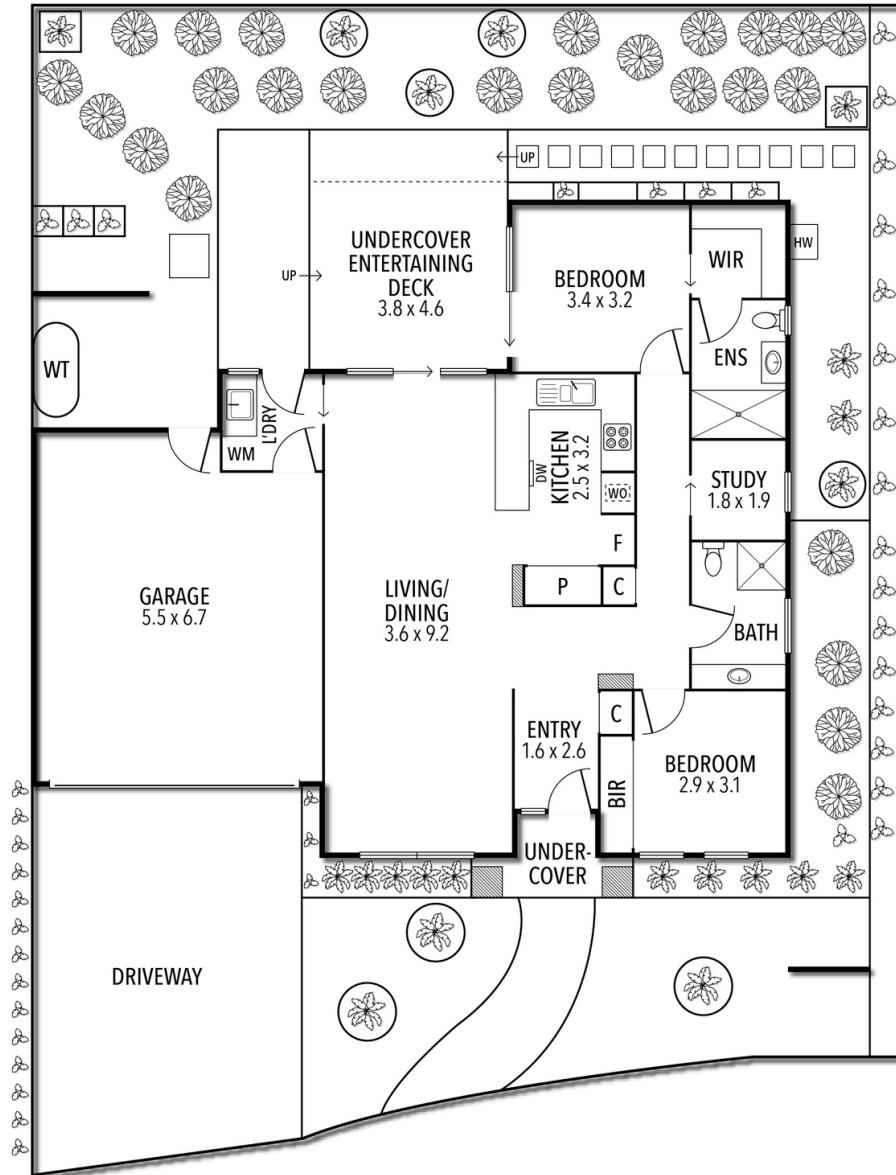 UP
UNDERCOVER
ENTERTAINING
DECK
3.8 x 4.6
UP
BEDROOM
3.4 x 3.2
WIR
HW
ENS
WT
L'DRY
WM
KITCHEN
2.5 x 3.2
DW
WO
F
P
C
STUDY
1.8 x 1.9
GARAGE
5.5 x 6.7
LIVING/
DINING
3.6 x 9.2
BATH
ENTRY
1.6 x 2.6
C
BIR
BEDROOM
2.9 x 3.1
UNDER-
COVER
DRIVEWAY